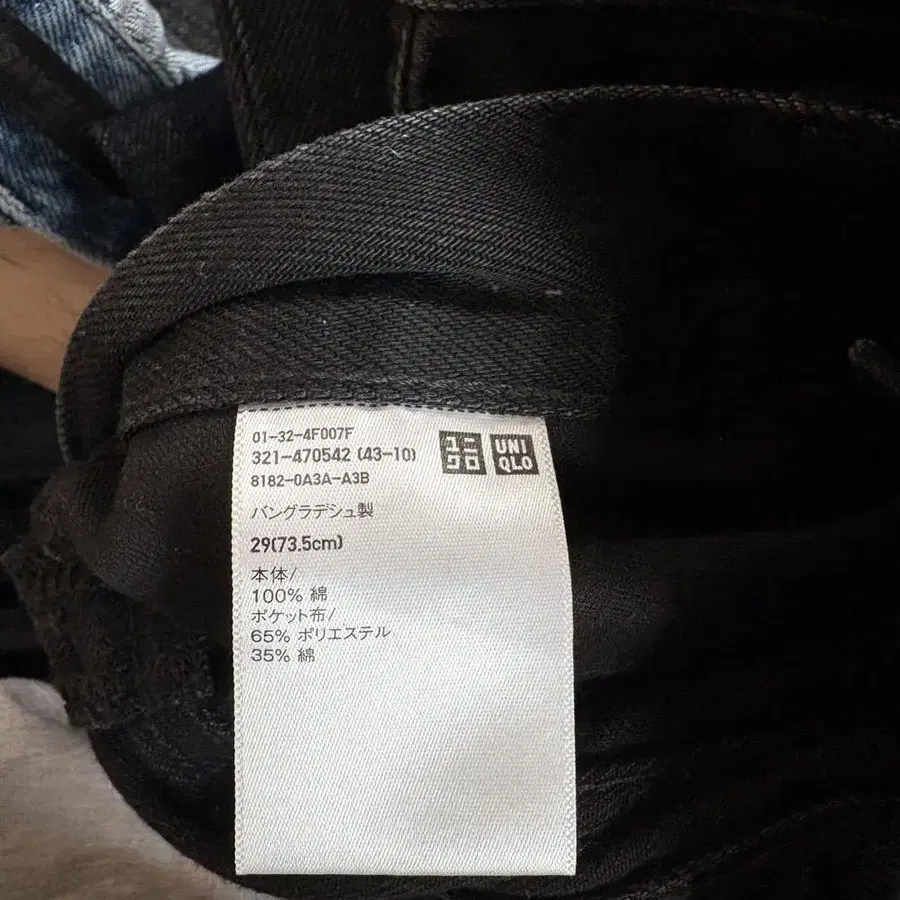 01-32-4F007F
321-470542 (43-10)
8182-0A3A-A3B
ユニ
クロ
UNI
QLO
バングラデシュ製
29(73.5cm)
本体/
100% 綿
ポケット布/
65% ポリエステル
35% 綿